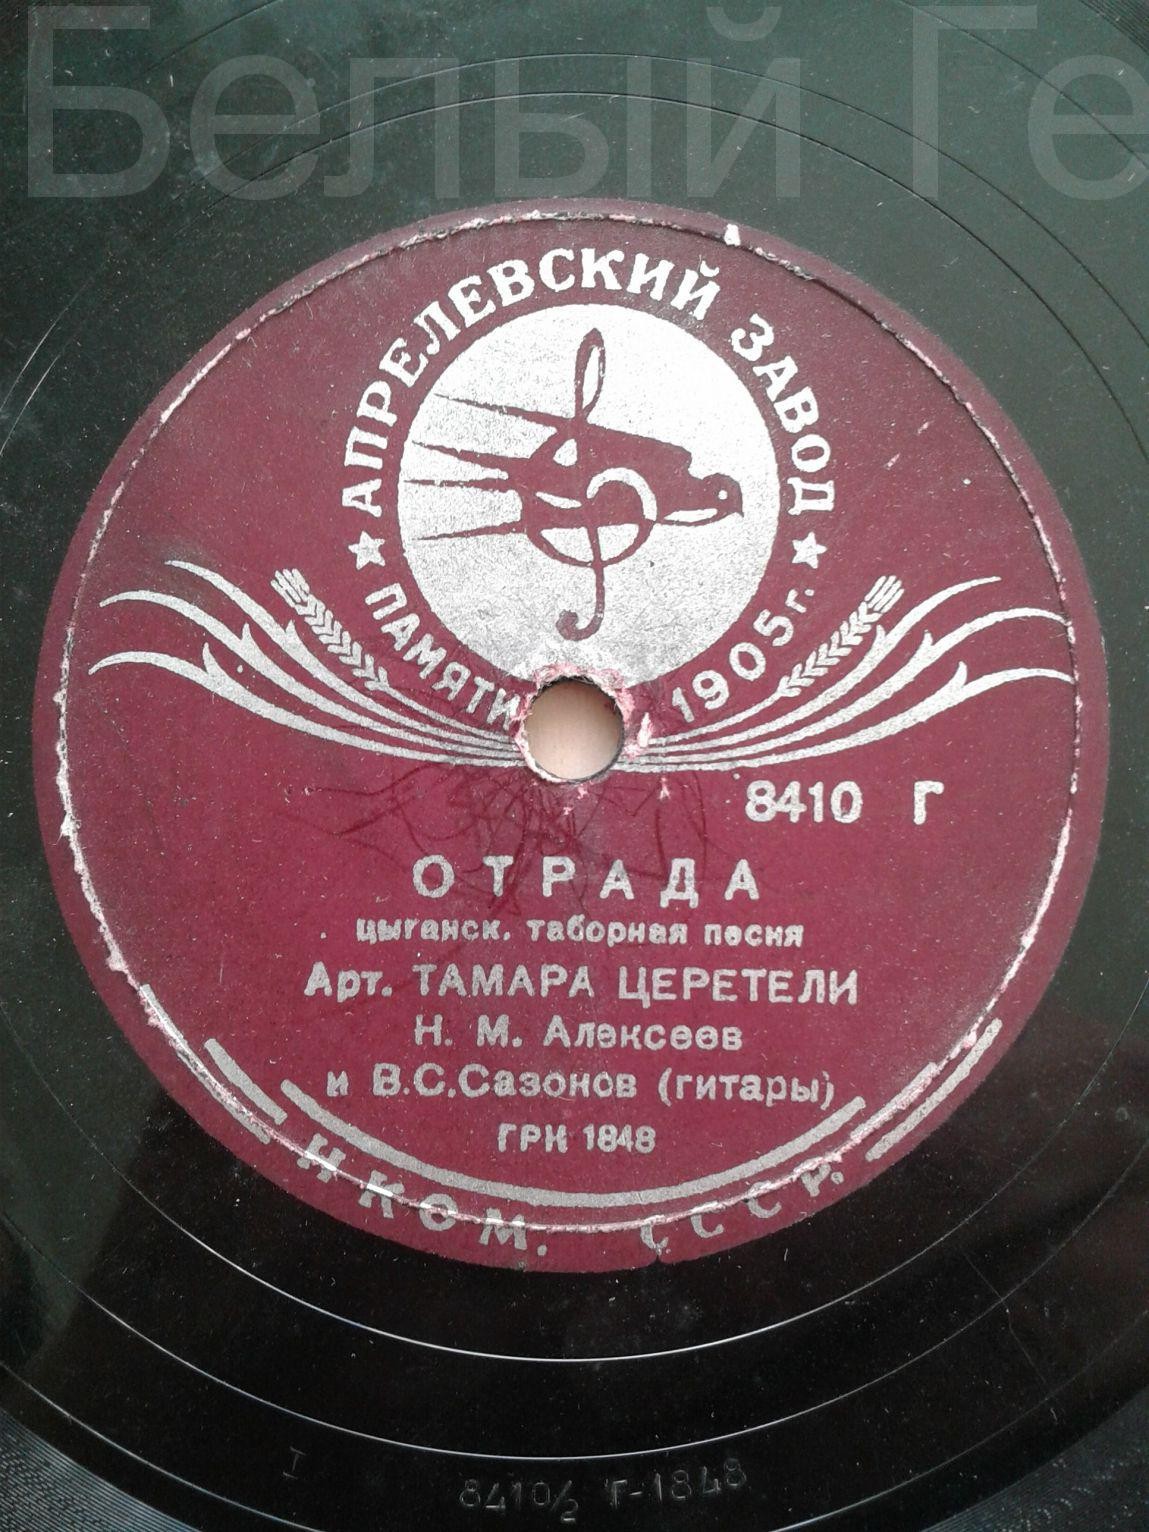 Белый Ге
АПРЕЛЕВСКИЙ ЗАВОД
ПАМЯТИ 1905 г.
8410 Г
ОТРАДА
цыганск. таборная песня
Арт. ТАМАРА ЦЕРЕТЕЛИ
Н. М. Алексеев
и В.С.Сазонов (гитары)
ГРК 1848
НКОМ. СССР.
I 8410/2 Г-1848